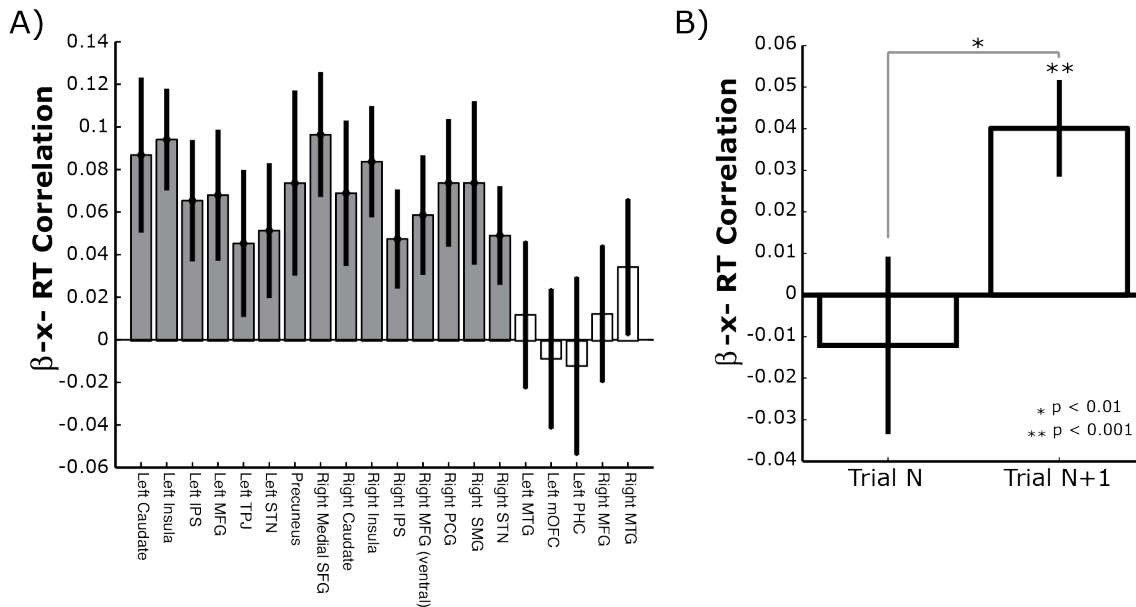 A)
β-x- RT Correlation
0.14
0.12
0.1
0.08
0.06
0.04
0.02
0
-0.02
-0.04
-0.06
Left Caudate
Left Insula
Left IPS
Left MFG
Left TPJ
Left STN
Precuneus
Right Medial SFG
Right Caudate
Right Insula
Right IPS
Right MFG (ventral)
Right PCG
Right SMG
Right STN
Left MTG
Left mOFC
Left PHC
Right MFG
Right MTG
B)
β-x- RT Correlation
0.06
0.05
0.04
0.03
0.02
0.01
0
-0.01
-0.02
-0.03
-0.04
*
**
* p < 0.01
** p < 0.001
Trial N
Trial N+1